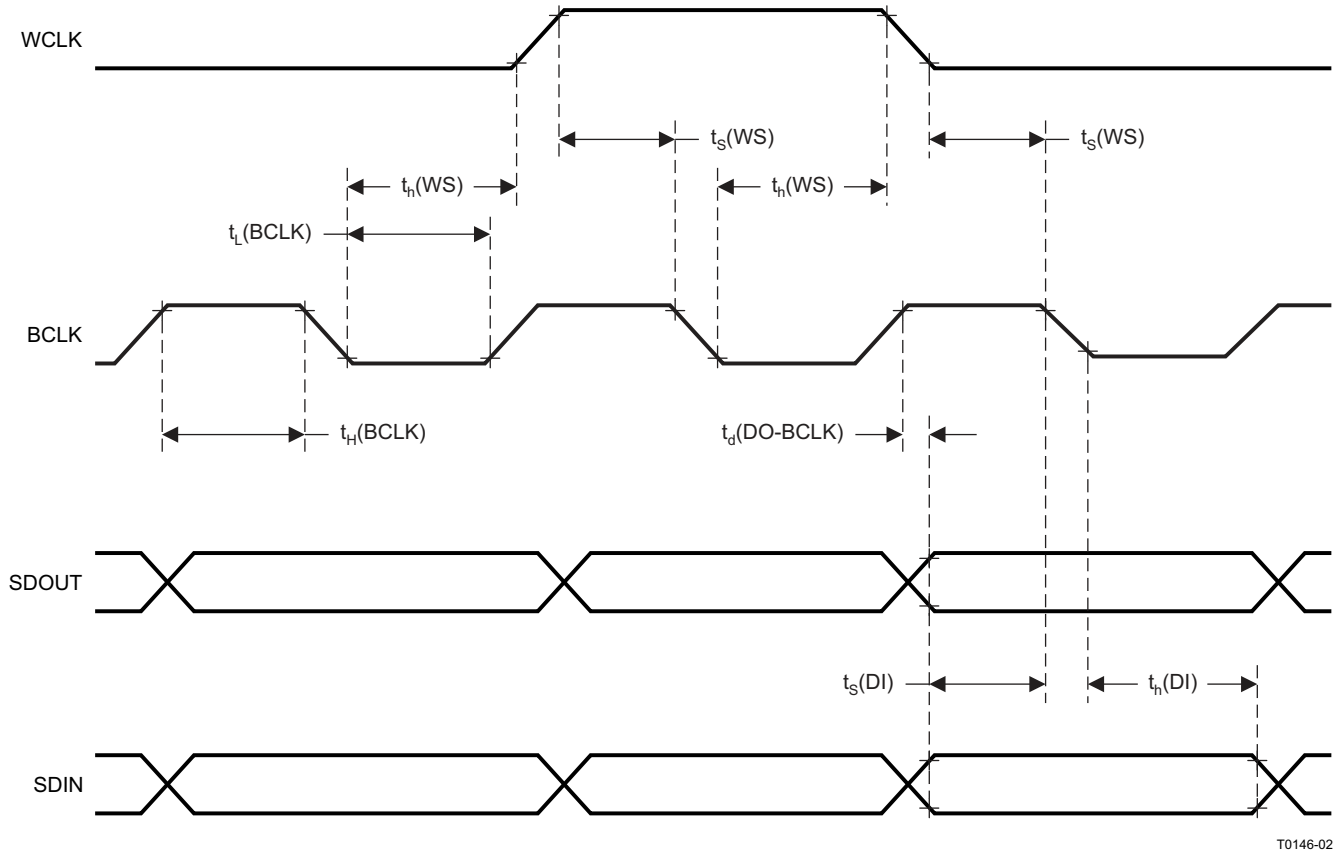 WCLK
tS(WS)
tS(WS)
th(WS)
th(WS)
tL(BCLK)
BCLK
tH(BCLK)
td(DO-BCLK)
SDOUT
tS(DI)
th(DI)
SDIN
T0146-02